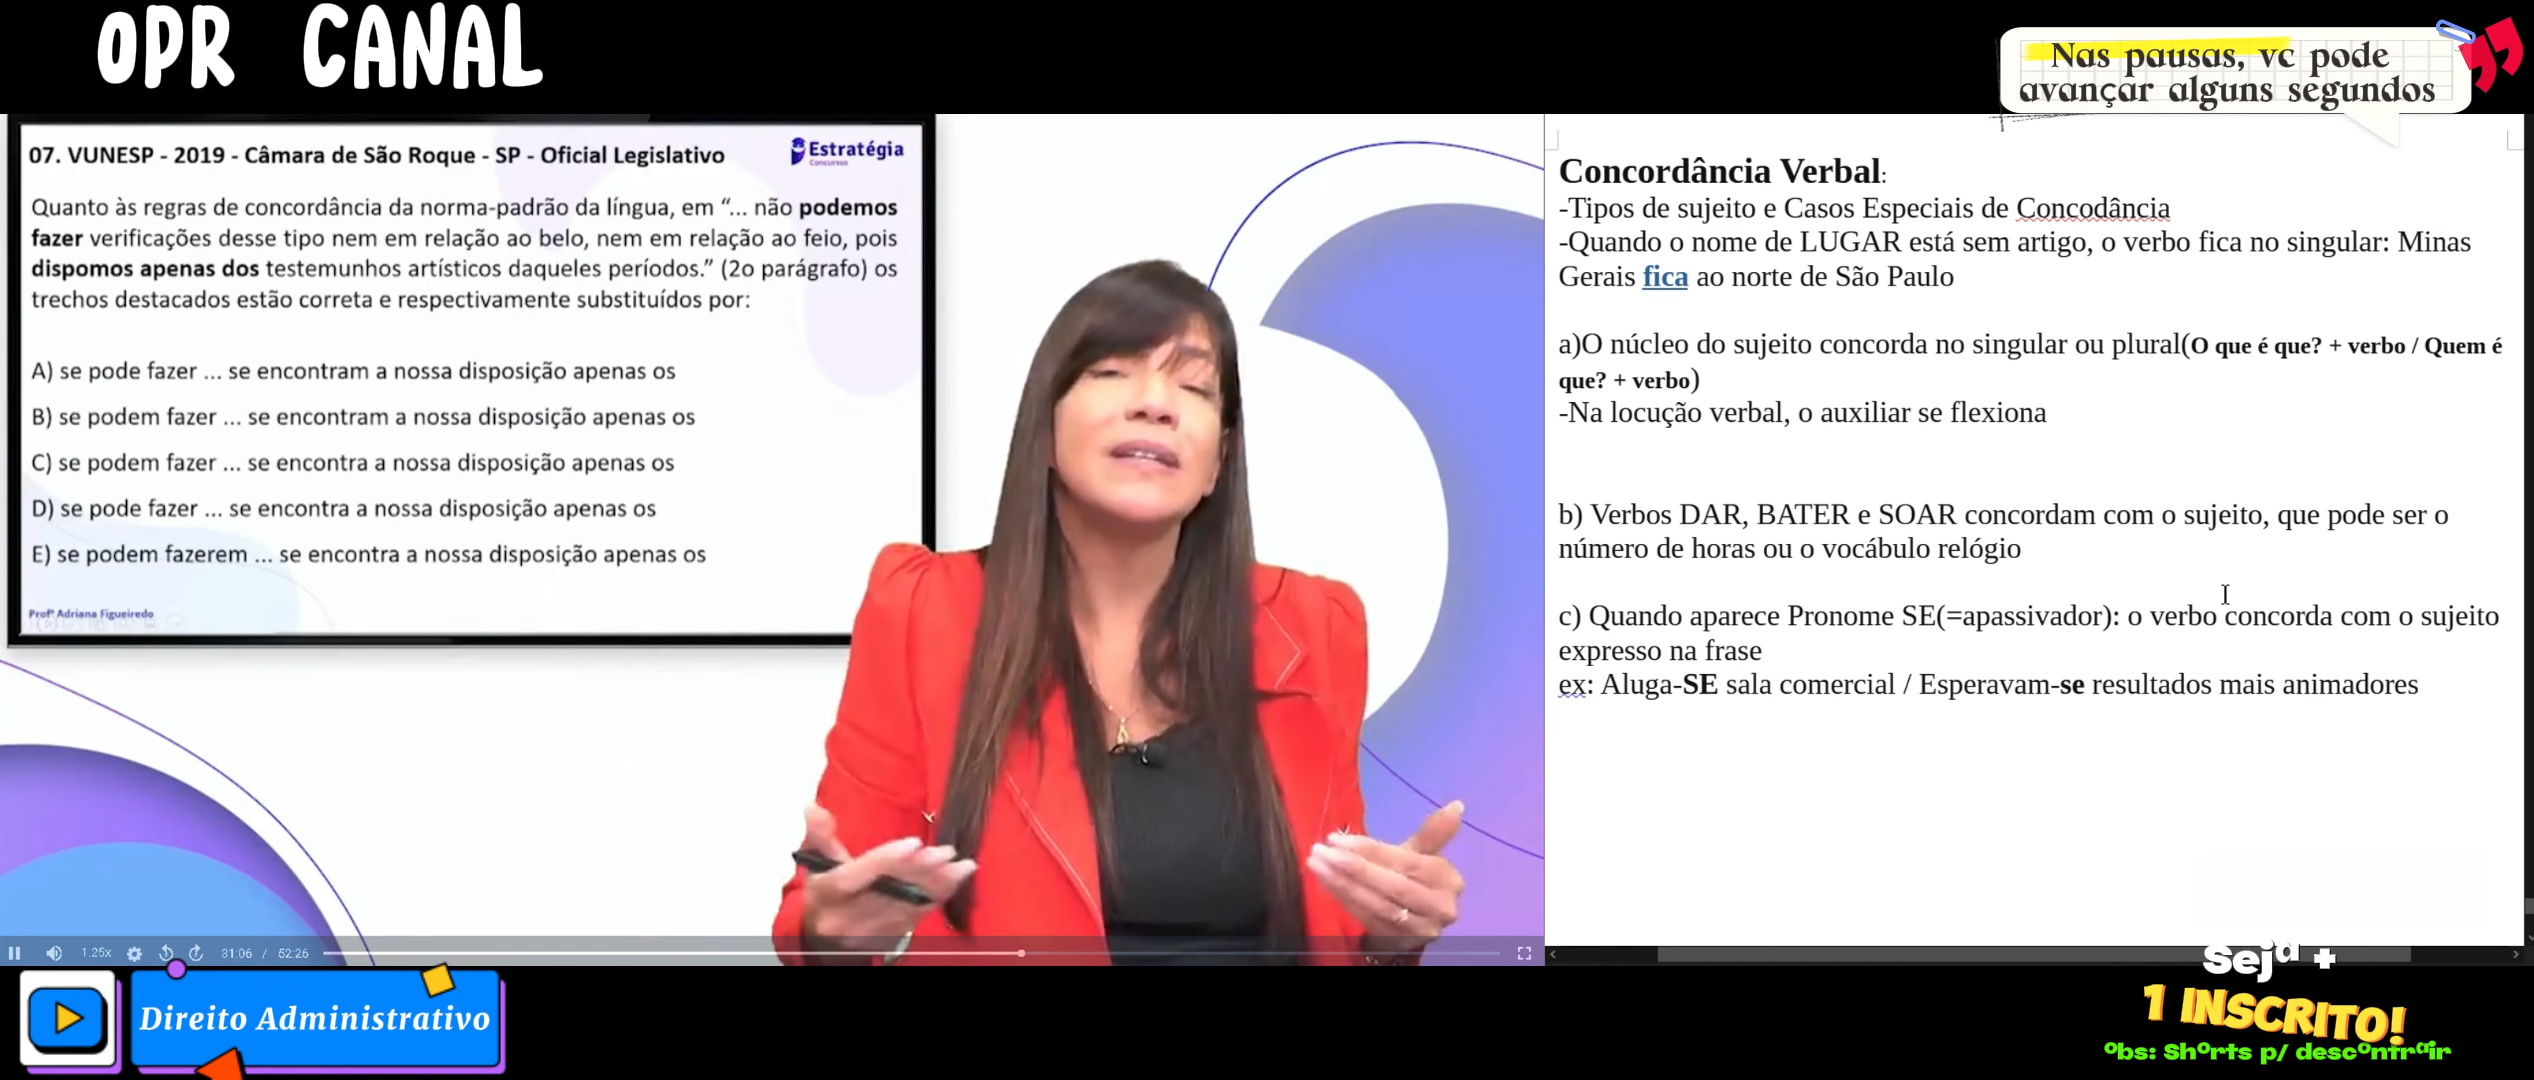 OPR CANAL
Nas pausas, vc pode
avançar alguns segundos
07. VUNESP - 2019 - Câmara de São Roque - SP - Oficial Legislativo
Estratégia
Concursos
Quanto às regras de concordância da norma-padrão da língua, em “... não podemos
fazer verificações desse tipo nem em relação ao belo, nem em relação ao feio, pois
dispomos apenas dos testemunhos artísticos daqueles períodos.” (2o parágrafo) os
trechos destacados estão correta e respectivamente substituídos por:
A) se pode fazer ... se encontram a nossa disposição apenas os
B) se podem fazer ... se encontram a nossa disposição apenas os
C) se podem fazer ... se encontra a nossa disposição apenas os
D) se pode fazer ... se encontra a nossa disposição apenas os
E) se podem fazerem ... se encontra a nossa disposição apenas os
Profª Adriana Figueiredo
1.25x 31:06 / 52:26
Concordância Verbal:
-Tipos de sujeito e Casos Especiais de Concodância
-Quando o nome de LUGAR está sem artigo, o verbo fica no singular: Minas
Gerais fica ao norte de São Paulo
a)O núcleo do sujeito concorda no singular ou plural(O que é que? + verbo / Quem é
que? + verbo)
-Na locução verbal, o auxiliar se flexiona
b) Verbos DAR, BATER e SOAR concordam com o sujeito, que pode ser o
número de horas ou o vocábulo relógio
c) Quando aparece Pronome SE(=apassivador): o verbo concorda com o sujeito
expresso na frase
ex: Aluga-SE sala comercial / Esperavam-se resultados mais animadores
Direito Administrativo
Seja +
1 INSCRITO!
obs: Shorts p/ descontrair